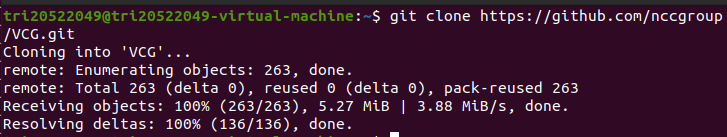 tri20522049@tri20522049-virtual-machine:~$ git clone https://github.com/nccgroup
/VCG.git
Cloning into 'VCG'...
remote: Enumerating objects: 263, done.
remote: Total 263 (delta 0), reused 0 (delta 0), pack-reused 263
Receiving objects: 100% (263/263), 5.27 MiB | 3.88 MiB/s, done.
Resolving deltas: 100% (136/136), done.